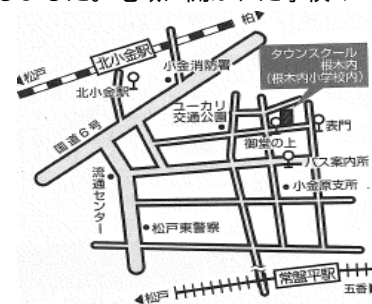 柏▶
北小金駅
◀松戸
小金消防署
北小金駅
タウンスクール
根木内
(根木内小学校内)
ユーカリ
交通公園
国道6号
表門
御堂の上
バス案内所
小金原支所
流通センター
松戸東警察
常盤平駅
◀松戸
五香▶